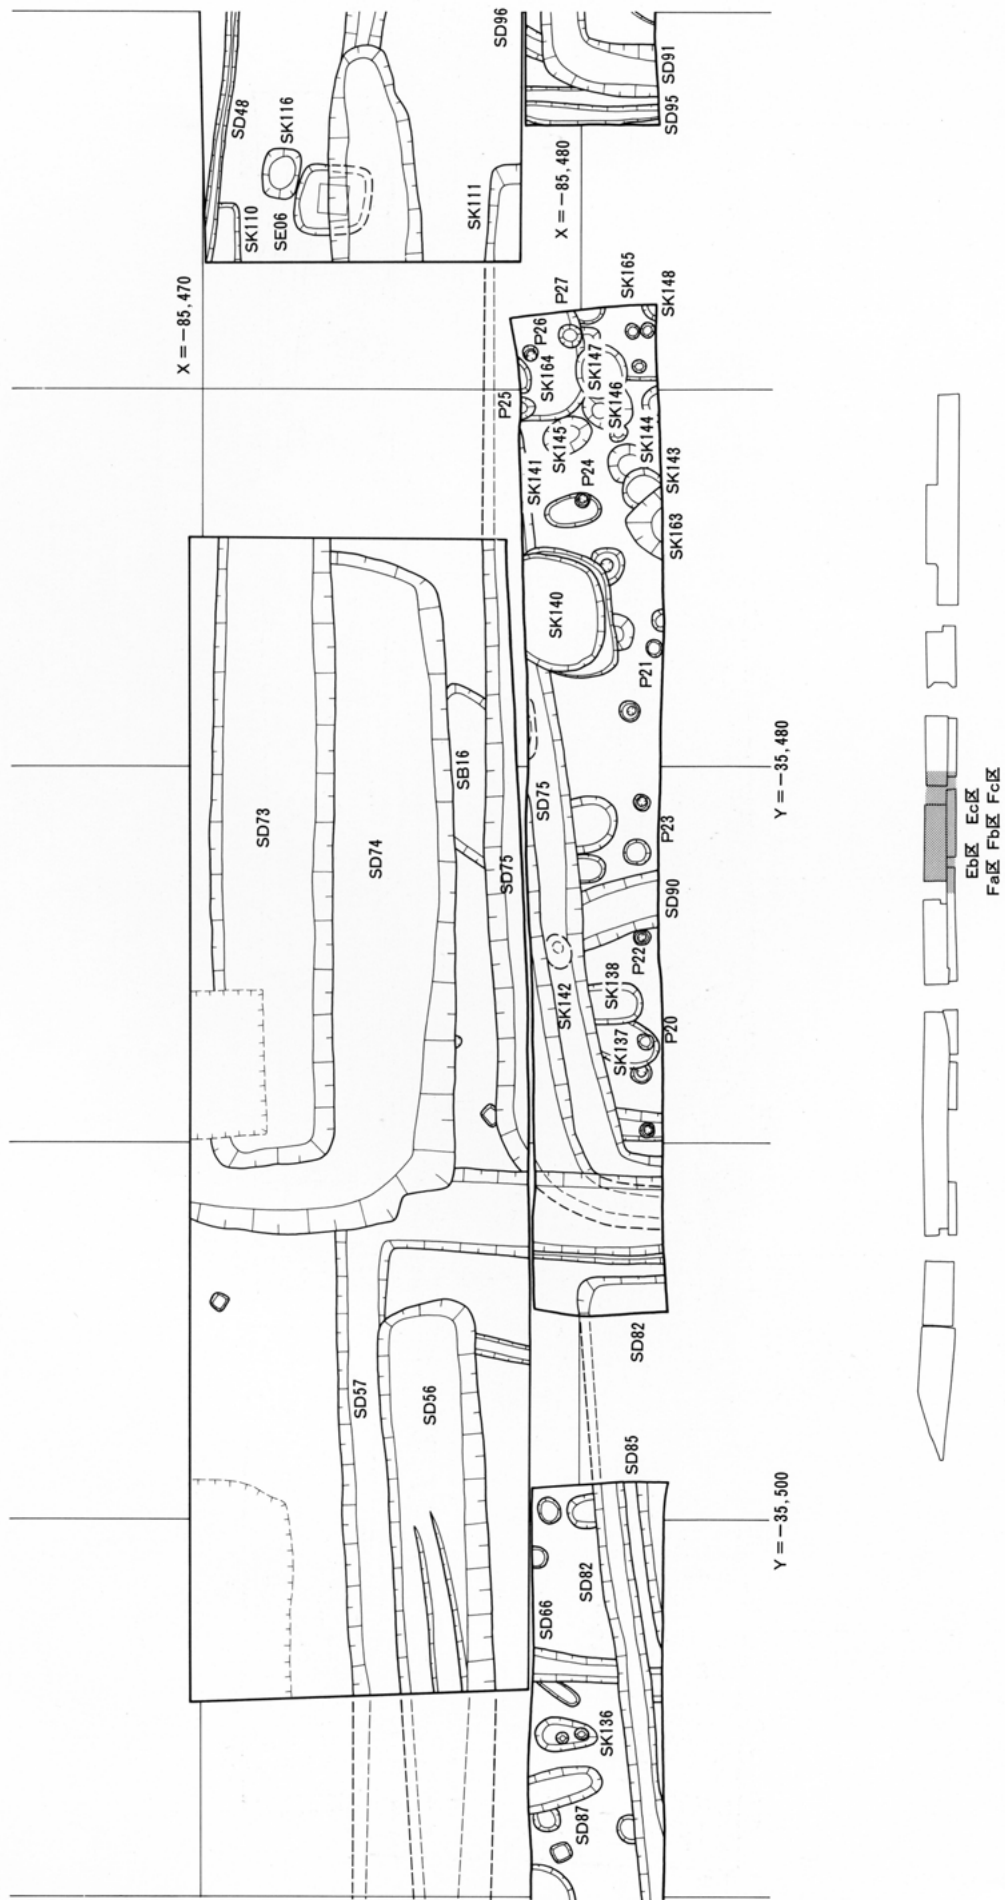 SD96
SD91
SD95
SD48
SK116
SK110
SE06
SK111
X = −85,480
X = −85,470
P27
SK165
SK148
P26
SK164
SK147
P25
SK146
SK145
SK144
SK141
P24
SK143
SK163
SK140
P21
Y = −35,480
SB16
SD75
SD73
SD74
SD75
P23
SD90
P22
SK138
SK142
P20
SK137
SD82
SD57
SD56
SD85
Y = −35,500
SD82
SD66
SK136
SD87
Eb区 Ec区
Fa区 Fb区 Fc区